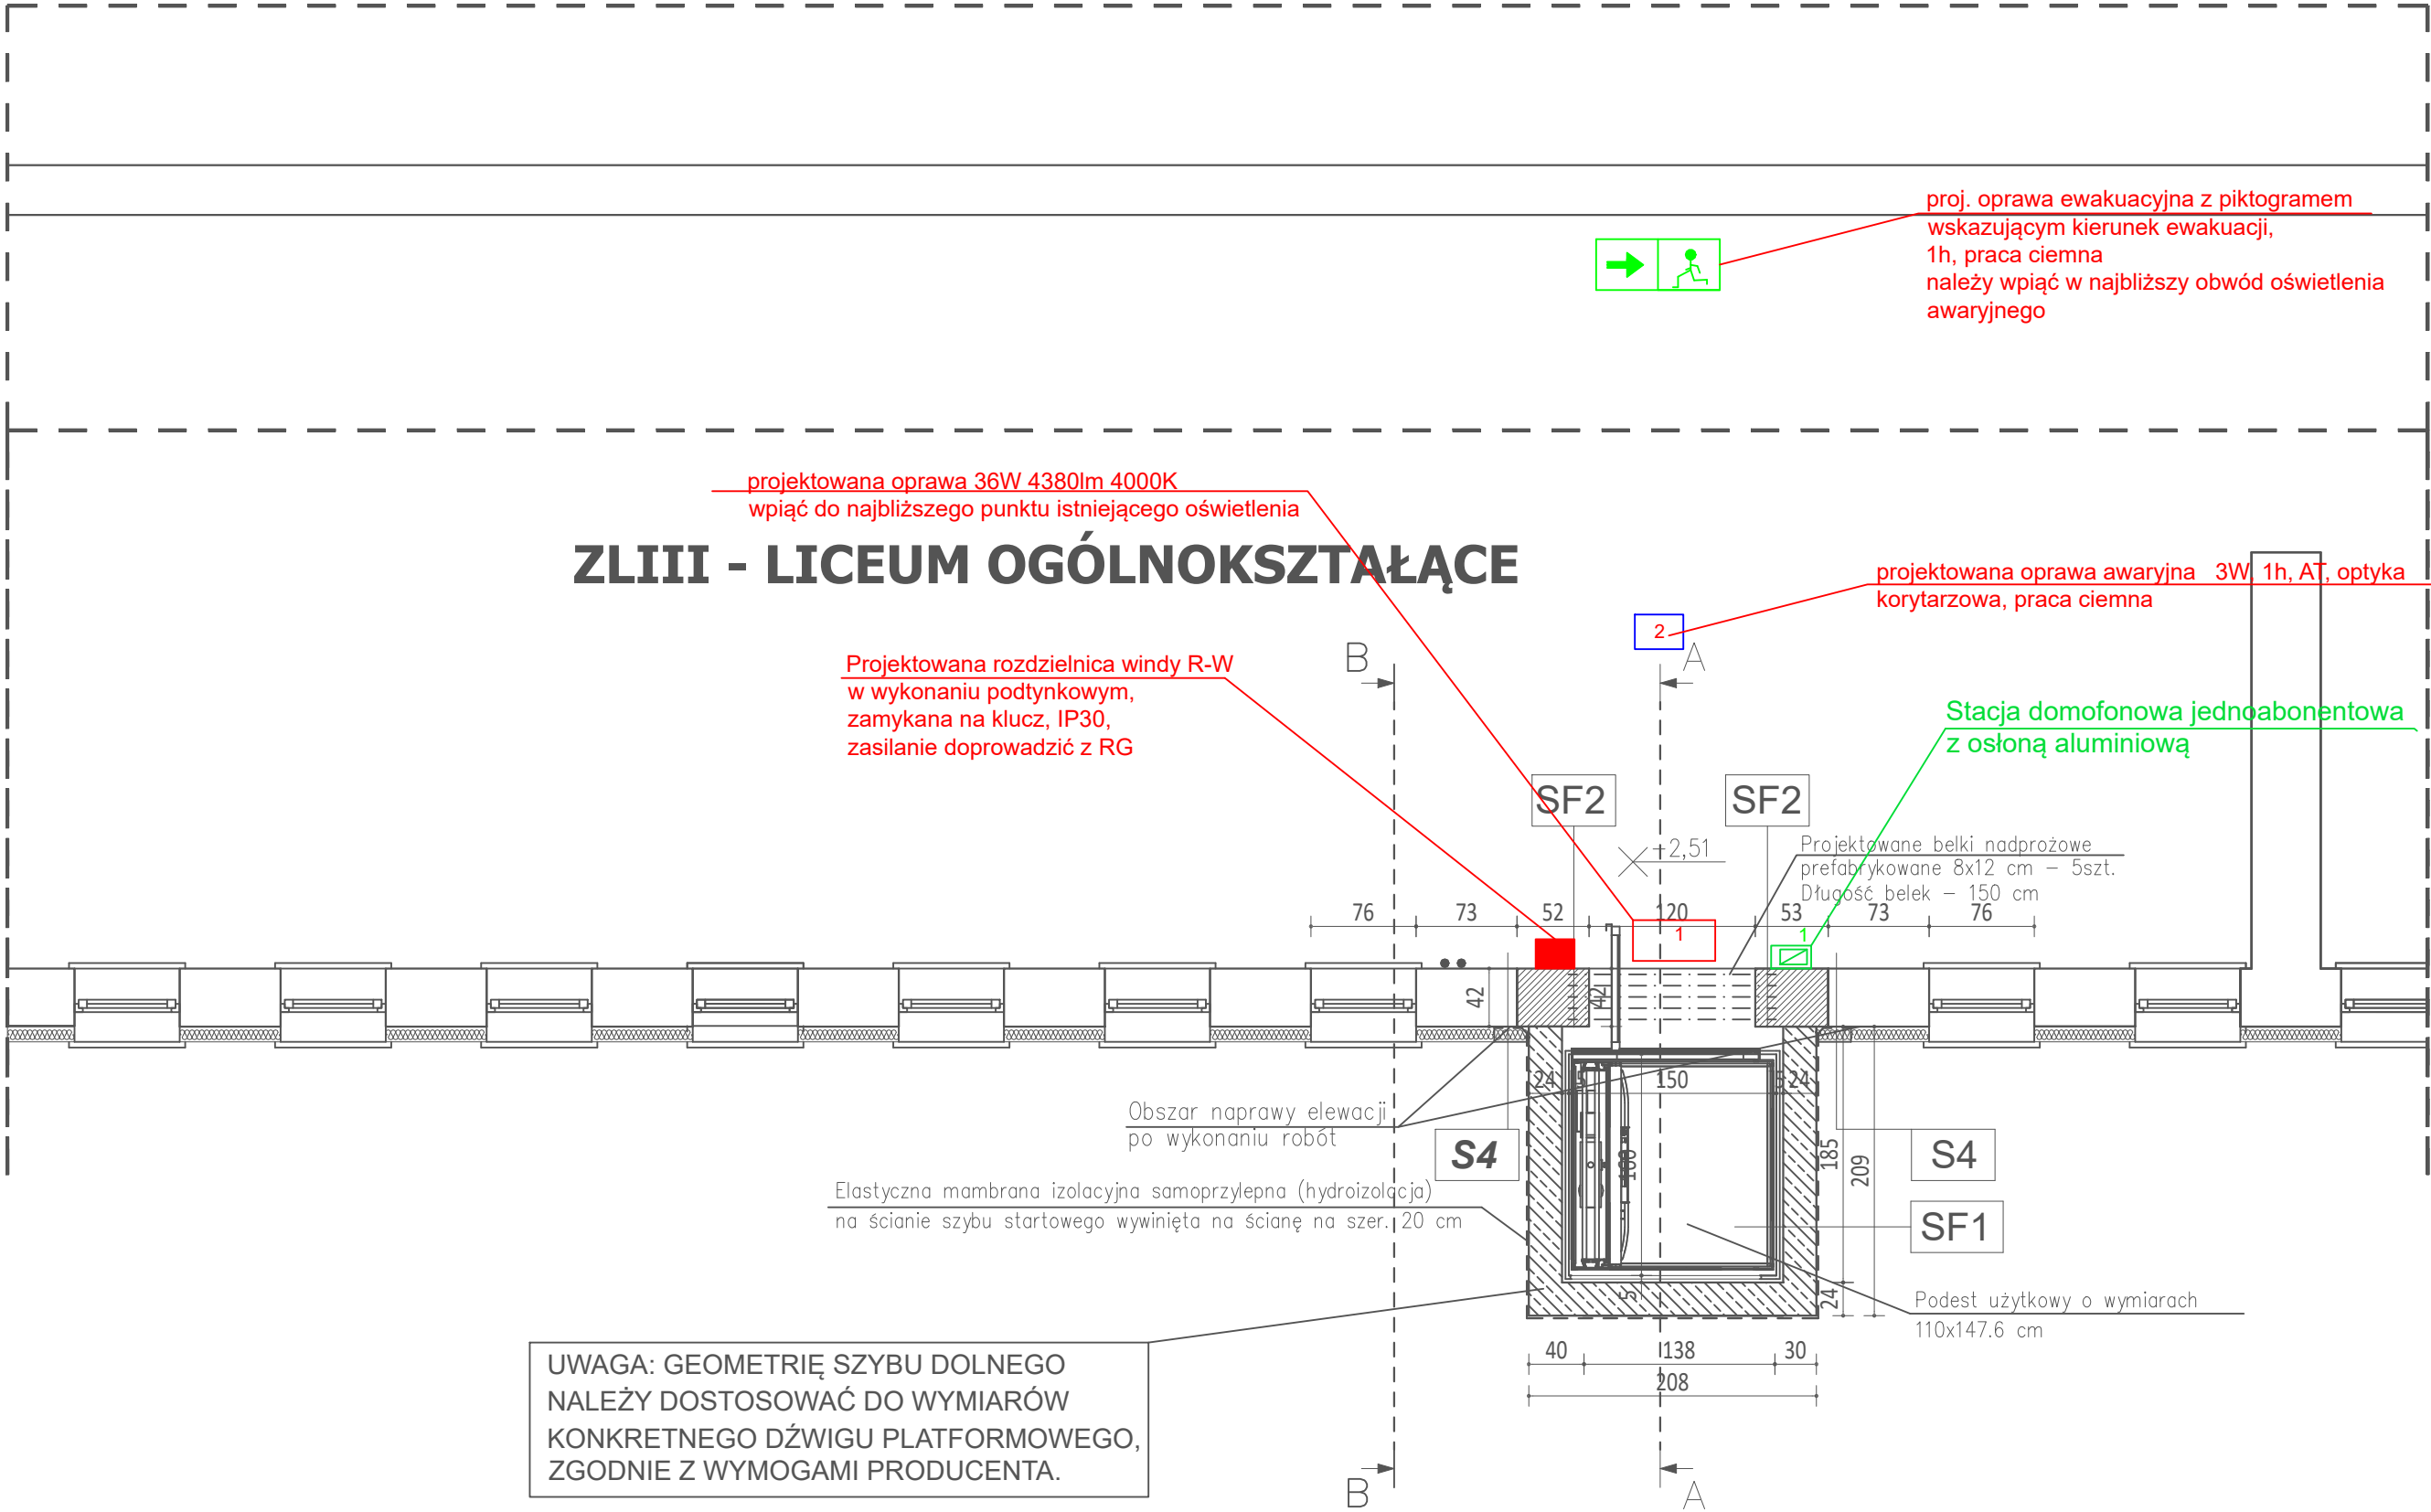 proj. oprawa ewakuacyjna z piktogramem
wskazującym kierunek ewakuacji,
1h, praca ciemna
należy wpiąć w najbliższy obwód oświetlenia
awaryjnego
projektowana oprawa 36W 4380lm 4000K
wpiąć do najbliższego punktu istniejącego oświetlenia
ZLIII - LICEUM OGÓLNOKSZTAŁĄCE
projektowana oprawa awaryjna 3W, 1h, AT, optyka
korytarzowa, praca ciemna
2
B
A
Projektowana rozdzielnica windy R-W
w wykonaniu podtynkowym,
zamykana na klucz, IP30,
zasilanie doprowadzić z RG
Stacja domofonowa jednoabonentowa
z osłoną aluminiową
SF2
SF2
+2,51
Projektowane belki nadprożowe
prefabrykowane 8x12 cm – 5szt.
Długość belek – 150 cm
76 73 52 120 53 73 76
1
1
42
42
24 5 150 5 24
Obszar naprawy elewacji
po wykonaniu robót
S4
160
185
209
S4
Elastyczna mambrana izolacyjna samoprzylepna (hydroizolacja)
na ścianie szybu startowego wywinięta na ścianę na szer. 20 cm
SF1
5
24
Podest użytkowy o wymiarach
110x147.6 cm
40 138 30
208
UWAGA: GEOMETRIĘ SZYBU DOLNEGO
NALEŻY DOSTOSOWAĆ DO WYMIARÓW
KONKRETNEGO DŹWIGU PLATFORMOWEGO,
ZGODNIE Z WYMOGAMI PRODUCENTA.
B
A